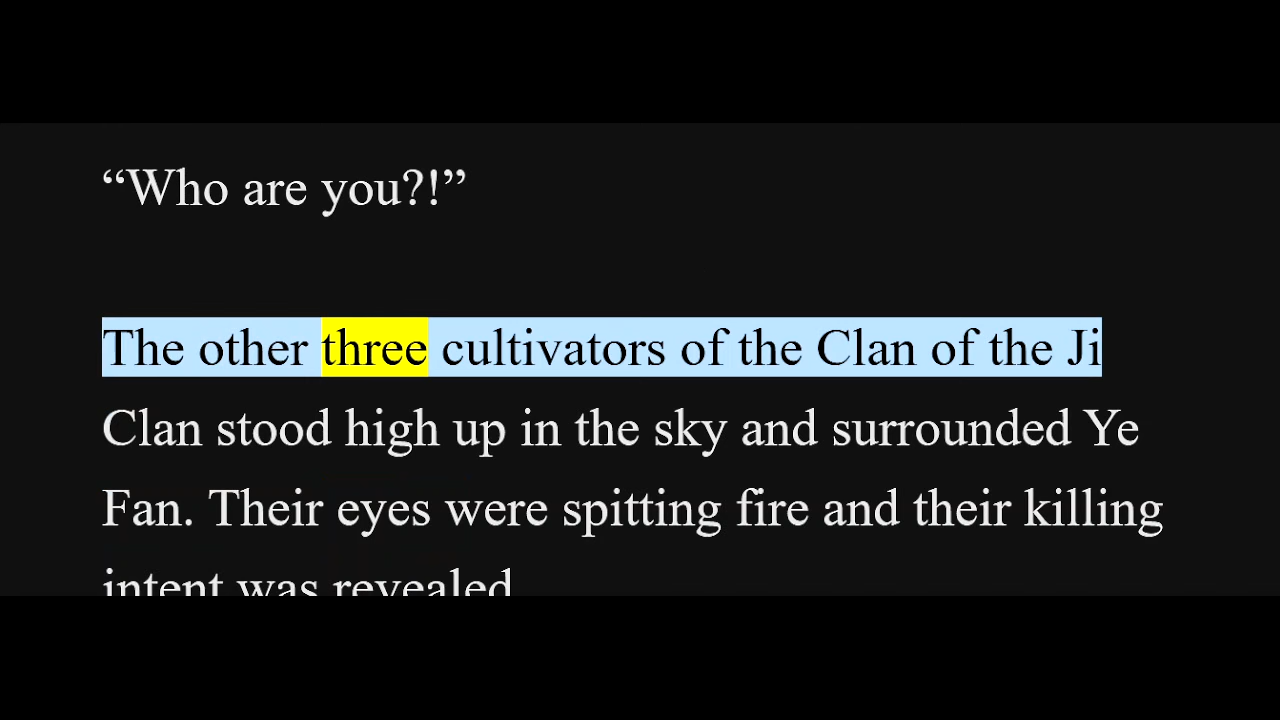 “Who are you?!”
The other three cultivators of the Clan of the Ji
Clan stood high up in the sky and surrounded Ye
Fan. Their eyes were spitting fire and their killing
intent was revealed